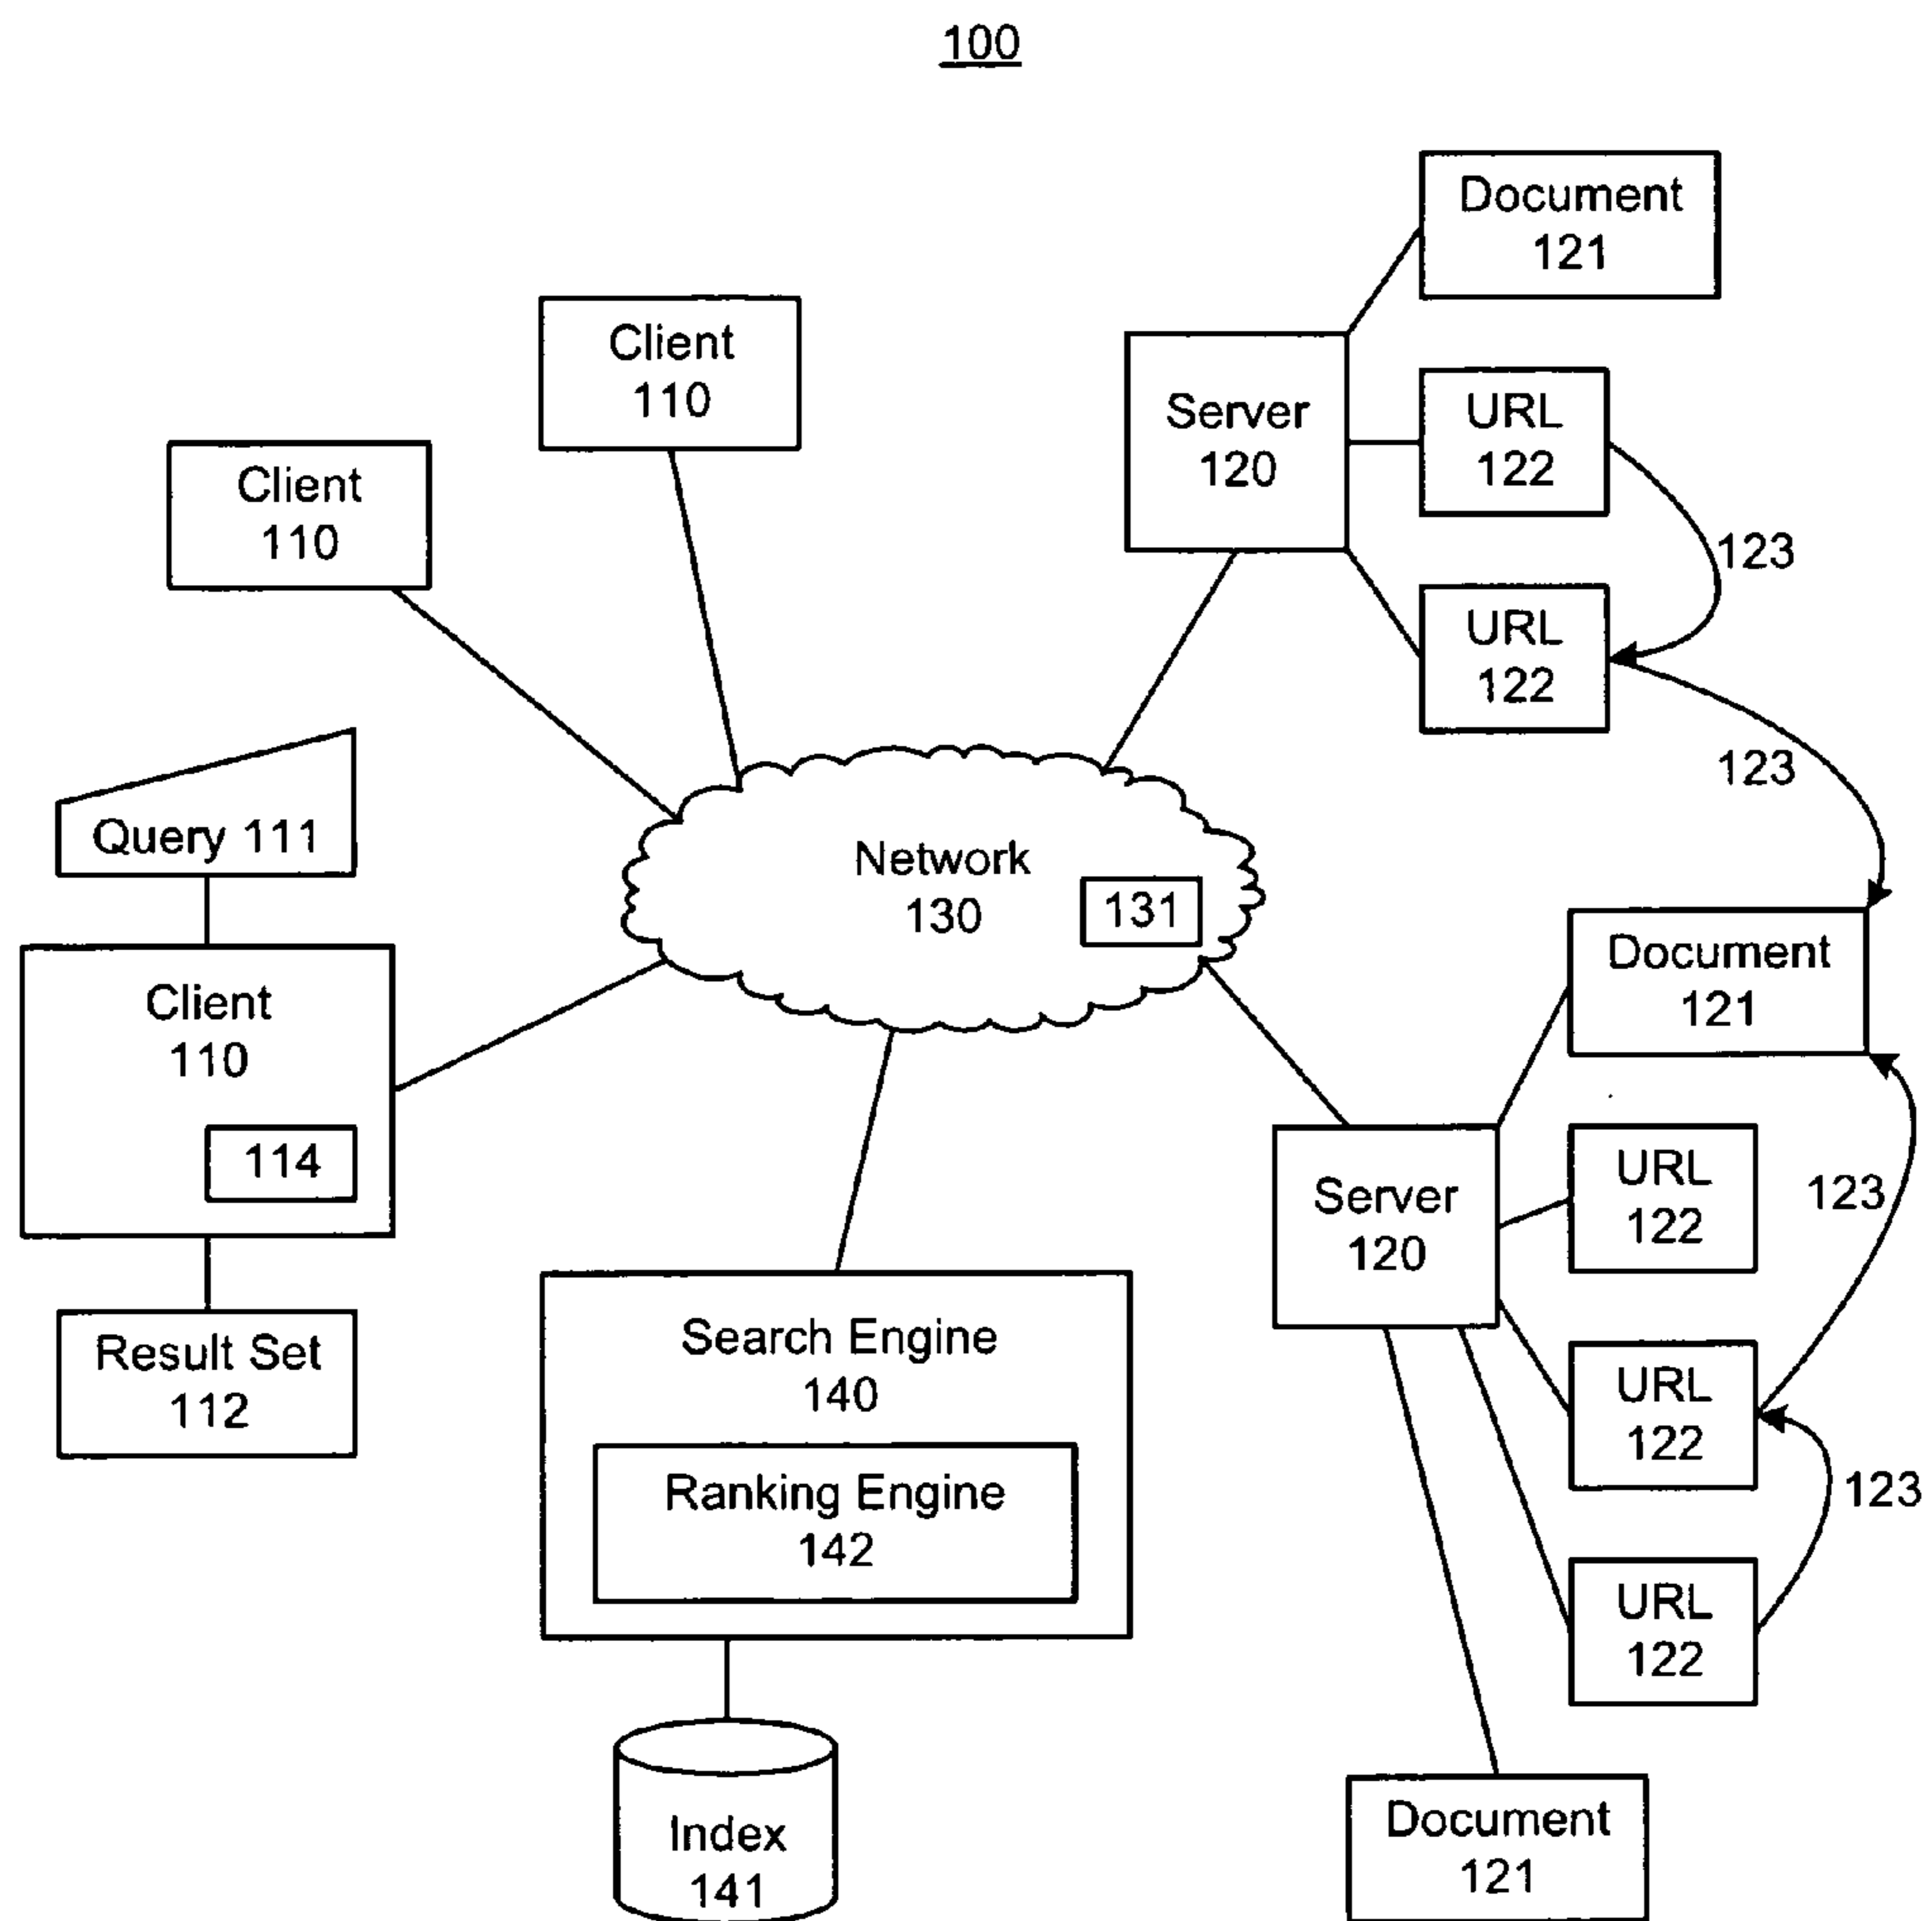 100
Document
121
Client
110
Server
120
URL
122
Client
110
123
URL
122
123
Query 111
Network
130
131
Document
121
Client
110
114
URL
122
123
Server
120
Search Engine
140
Result Set
112
URL
122
Ranking Engine
142
123
URL
122
Index
141
Document
121